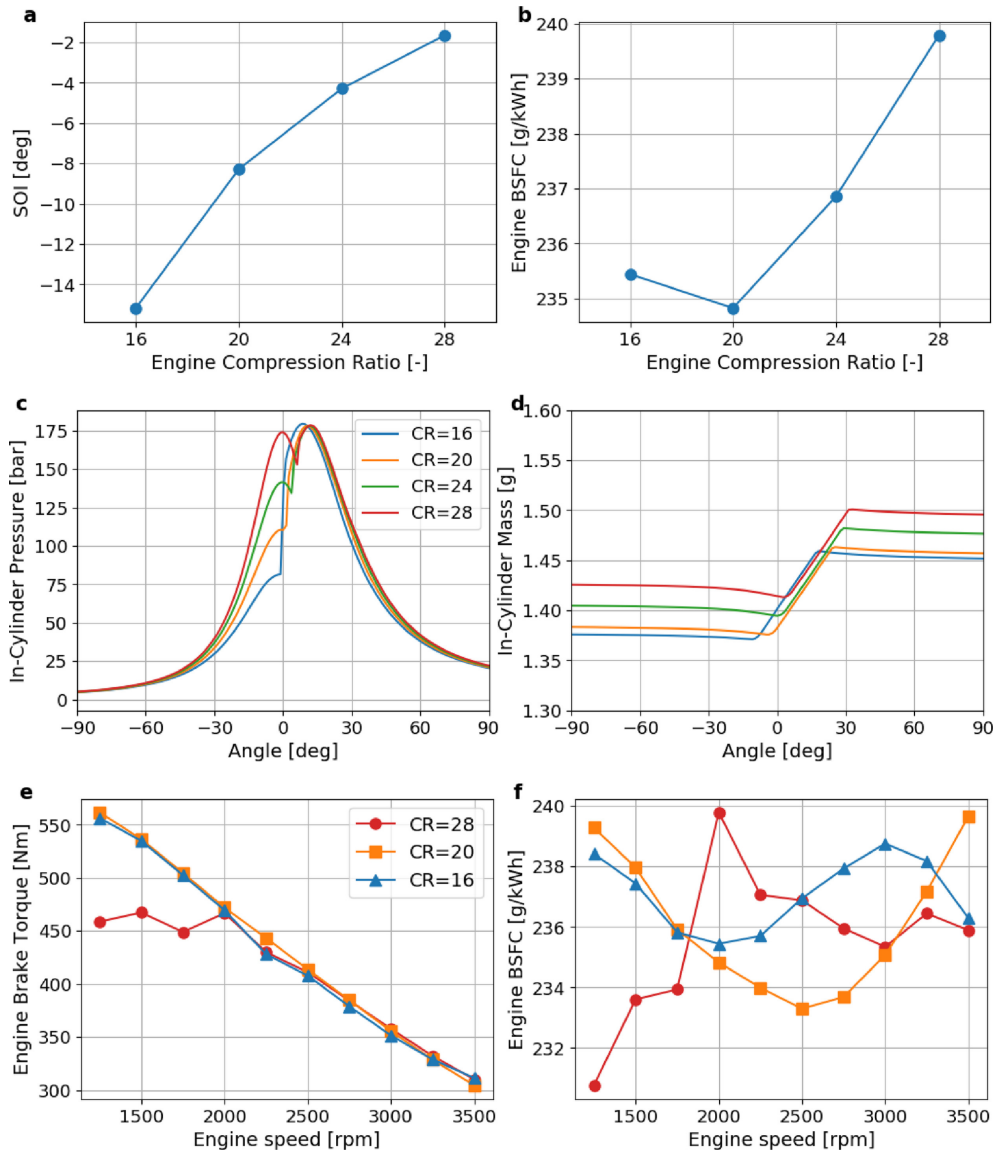 a
SOI [deg]
−2
−4
−6
−8
−10
−12
−14
16 20 24 28
Engine Compression Ratio [-]
b
Engine BSFC [g/kWh]
240
239
238
237
236
235
16 20 24 28
Engine Compression Ratio [-]
c
In-Cylinder Pressure [bar]
175
150
125
100
75
50
25
0
CR=16
CR=20
CR=24
CR=28
−90 −60 −30 0 30 60 90
Angle [deg]
d
In-Cylinder Mass [g]
1.60
1.55
1.50
1.45
1.40
1.35
1.30
−90 −60 −30 0 30 60 90
Angle [deg]
e
Engine Brake Torque [Nm]
550
500
450
400
350
300
CR=28
CR=20
CR=16
1500 2000 2500 3000 3500
Engine speed [rpm]
f
Engine BSFC [g/kWh]
240
238
236
234
232
1500 2000 2500 3000 3500
Engine speed [rpm]